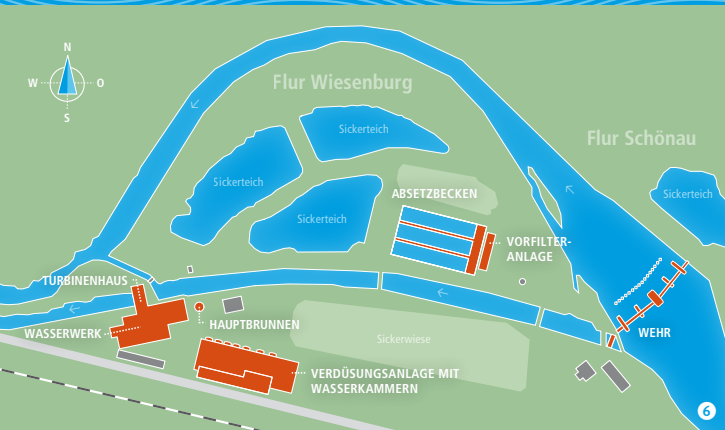 N
W
O
S
Flur Wiesenburg
Flur Schönau
Sickerteich
Sickerteich
Sickerteich
Sickerteich
ABSETZBECKEN
VORFILTER-
ANLAGE
TURBINENHAUS
WASSERWERK
HAUPTBRUNNEN
WEHR
Sickerwiese
VERDÜSUNGSANLAGE MIT
WASSERKAMMERN
6